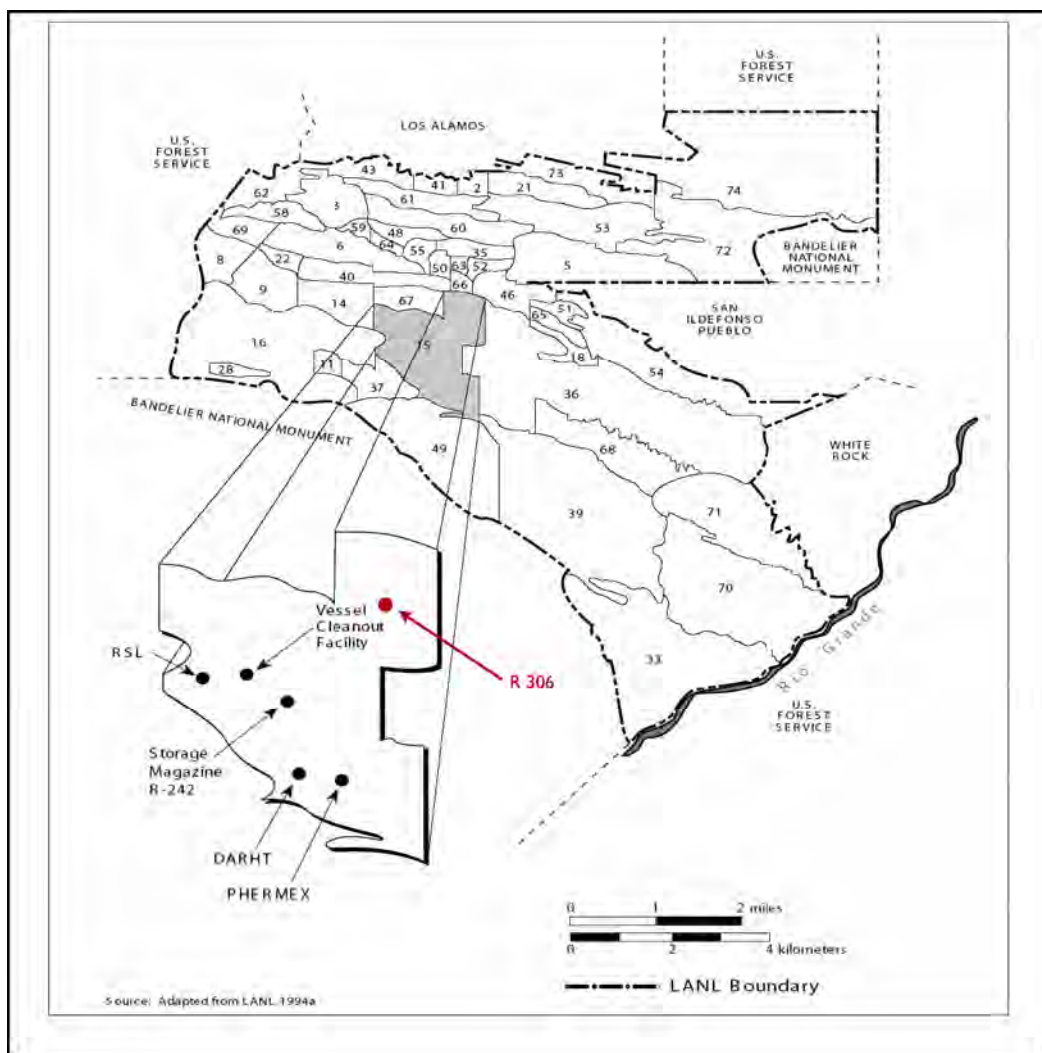 U.S.
FOREST
SERVICE
LOS ALAMOS
U.S.
FOREST
SERVICE
43
73
41
2
21
74
62
3
61
58
53
59
48
60
69
64
6
55
35
72
BANDELIER
NATIONAL
MONUMENT
8
22
50
63
52
5
40
66
9
46
14
67
51
SAN
ILDEFONSO
PUEBLO
65
15
16
18
11
54
28
37
36
BANDELIER NATIONAL MONUMENT
49
68
WHITE
ROCK
39
71
70
33
Rio Grande
U.S.
FOREST
SERVICE
Vessel
Cleanout
Facility
RSL
R 306
Storage
Magazine
R-242
DARHT
PHERMEX
0 1 2 miles
0 2 4 kilometers
LANL Boundary
Source: Adapted from LANL 1994a